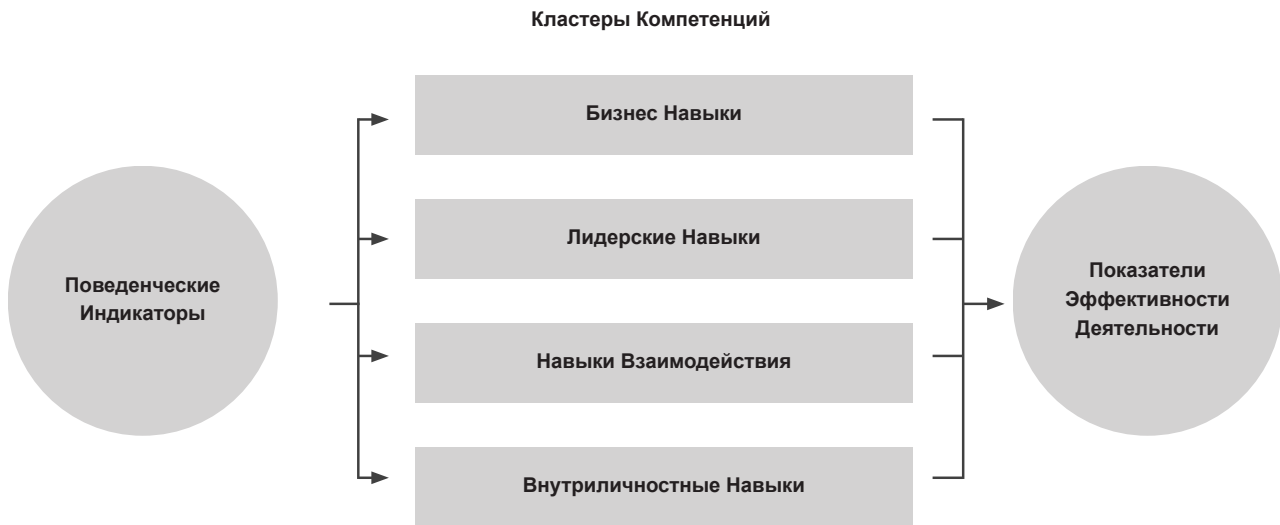 Кластеры Компетенций
Бизнес Навыки
Лидерские Навыки
Поведенческие
Индикаторы
Показатели
Эффективности
Деятельности
Навыки Взаимодействия
Внутриличностные Навыки